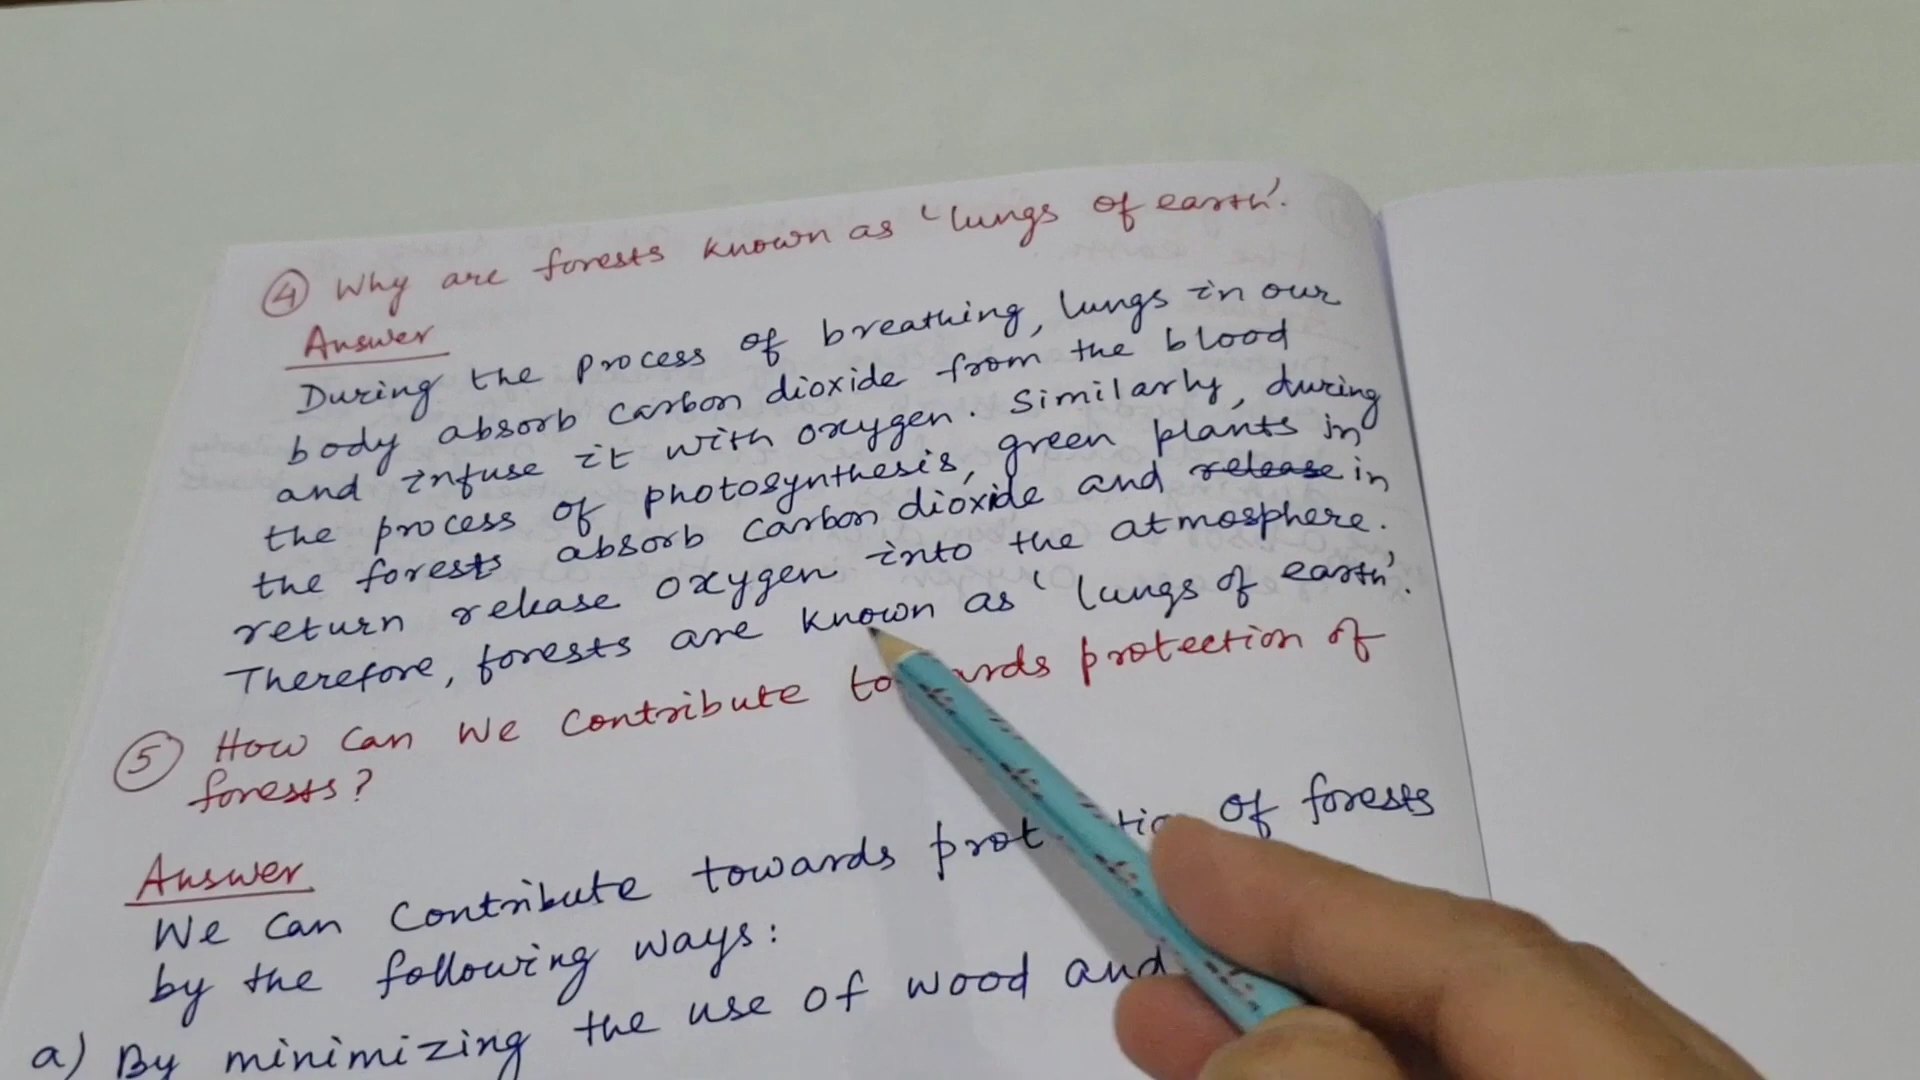 ④ Why are forests known as 'lungs of earth'.
Answer
During the process of breathing, lungs in our
body absorb carbon dioxide from the blood
and infuse it with oxygen. Similarly, during
the process of photosynthesis, green plants in
the forests absorb carbon dioxide and release in
return release oxygen into the atmosphere.
Therefore, forests are known as 'lungs of earth'.
⑤ How can we contribute towards protection of
forests?
Answer
We can contribute towards protection of forests
by the following ways:
a) By minimizing the use of wood and